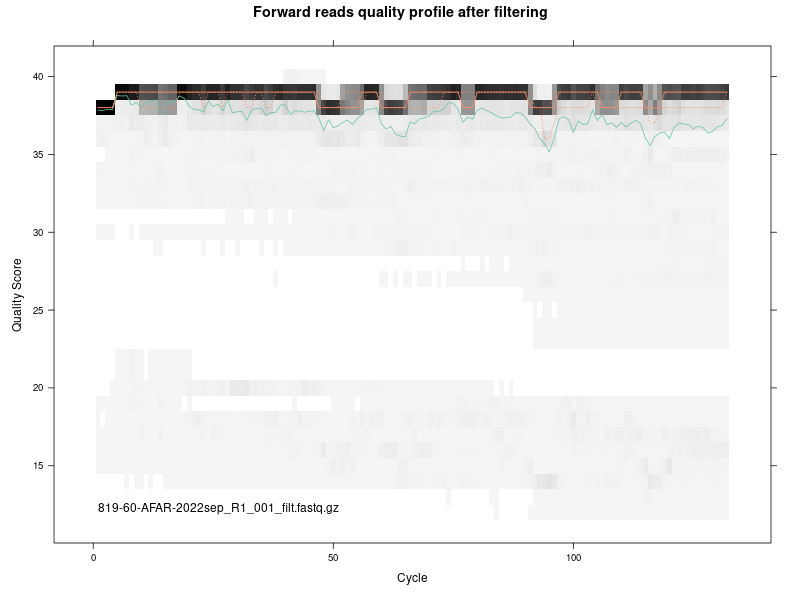 Forward reads quality profile after filtering
40
35
30
25
20
15
Quality Score
819-60-AFAR-2022sep_R1_001_filt.fastq.gz
0
50
100
Cycle